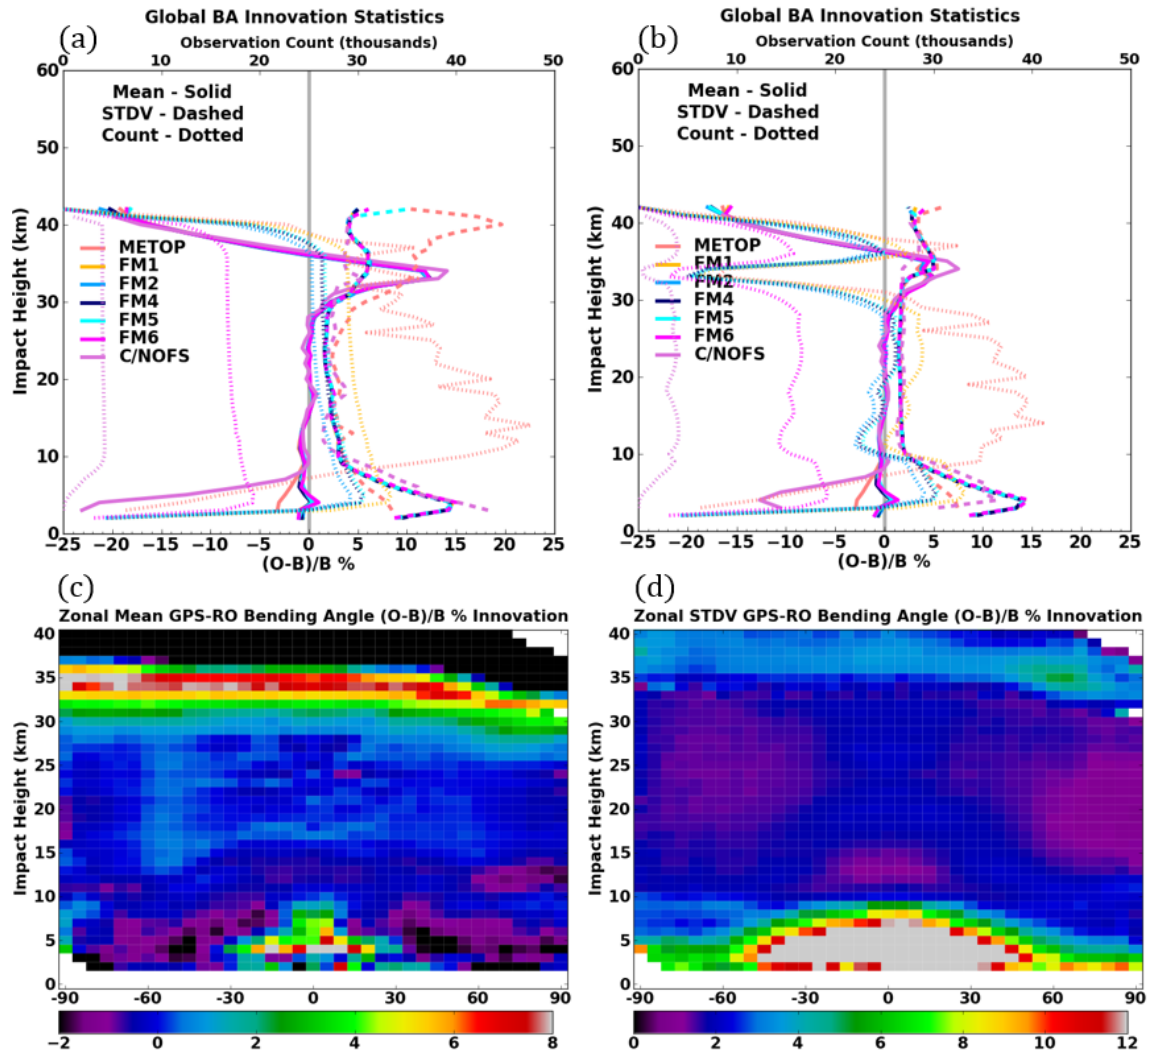 (a)
Global BA Innovation Statistics
Observation Count (thousands)
0 10 20 30 40 50
60
50
40
30
20
10
0
Impact Height (km)
Mean - Solid
STDV - Dashed
Count - Dotted
METOP
FM1
FM2
FM4
FM5
FM6
C/NOFS
−25 −20 −15 −10 −5 0 5 10 15 20 25
(O-B)/B %
(b)
Global BA Innovation Statistics
Observation Count (thousands)
0 10 20 30 40 50
60
50
40
30
20
10
0
Impact Height (km)
Mean - Solid
STDV - Dashed
Count - Dotted
METOP
FM1
FM2
FM4
FM5
FM6
C/NOFS
−25 −20 −15 −10 −5 0 5 10 15 20 25
(O-B)/B %
(c)
Zonal Mean GPS-RO Bending Angle (O-B)/B % Innovation
40
35
30
25
20
15
10
5
0
Impact Height (km)
-90 -60 -30 0 30 60 90
−2 0 2 4 6 8
(d)
Zonal STDV GPS-RO Bending Angle (O-B)/B % Innovation
40
35
30
25
20
15
10
5
0
Impact Height (km)
-90 -60 -30 0 30 60 90
0 2 4 6 8 10 12